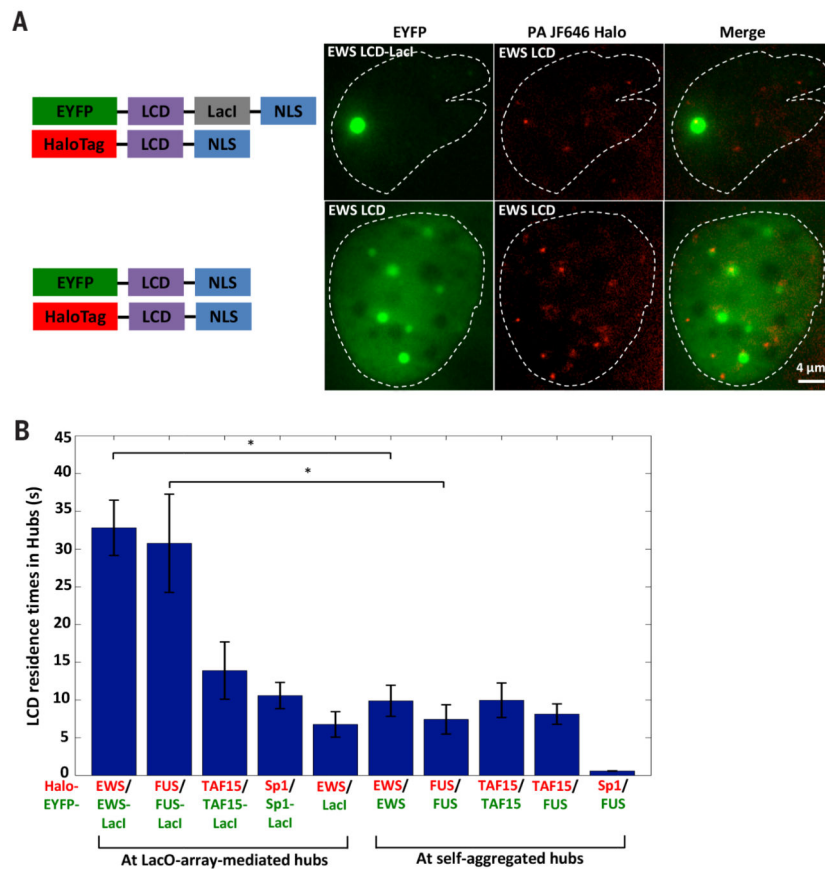 A
EYFP PA JF646 Halo Merge
EWS LCD-LacI EWS LCD
EYFP LCD LacI NLS
HaloTag LCD NLS
EWS LCD EWS LCD
EYFP LCD NLS
HaloTag LCD NLS
4 µm
B
LCD residence times in Hubs (s)
45
40
35
30
25
20
15
10
5
0
*
*
Halo- EWS/ FUS/ TAF15/ Sp1/ EWS/ EWS/ FUS/ TAF15/ TAF15/ Sp1/
EYFP- EWS- FUS- TAF15- Sp1- LacI EWS FUS TAF15 FUS FUS
LacI LacI LacI LacI
At LacO-array-mediated hubs At self-aggregated hubs